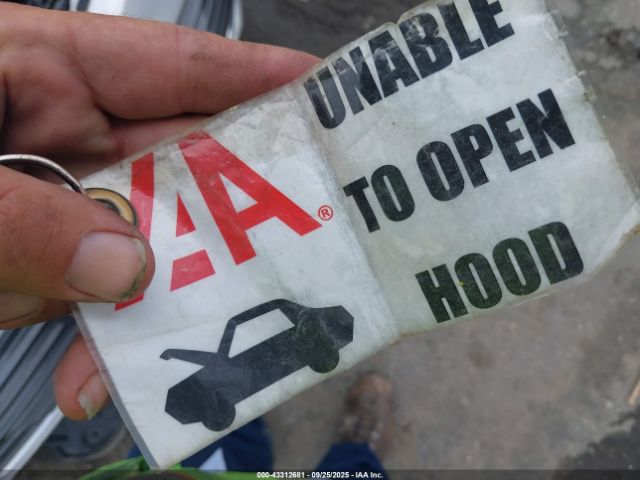 IAA®
UNABLE
TO OPEN
HOOD
000-43312681 - 09/25/2025 - IAA Inc.